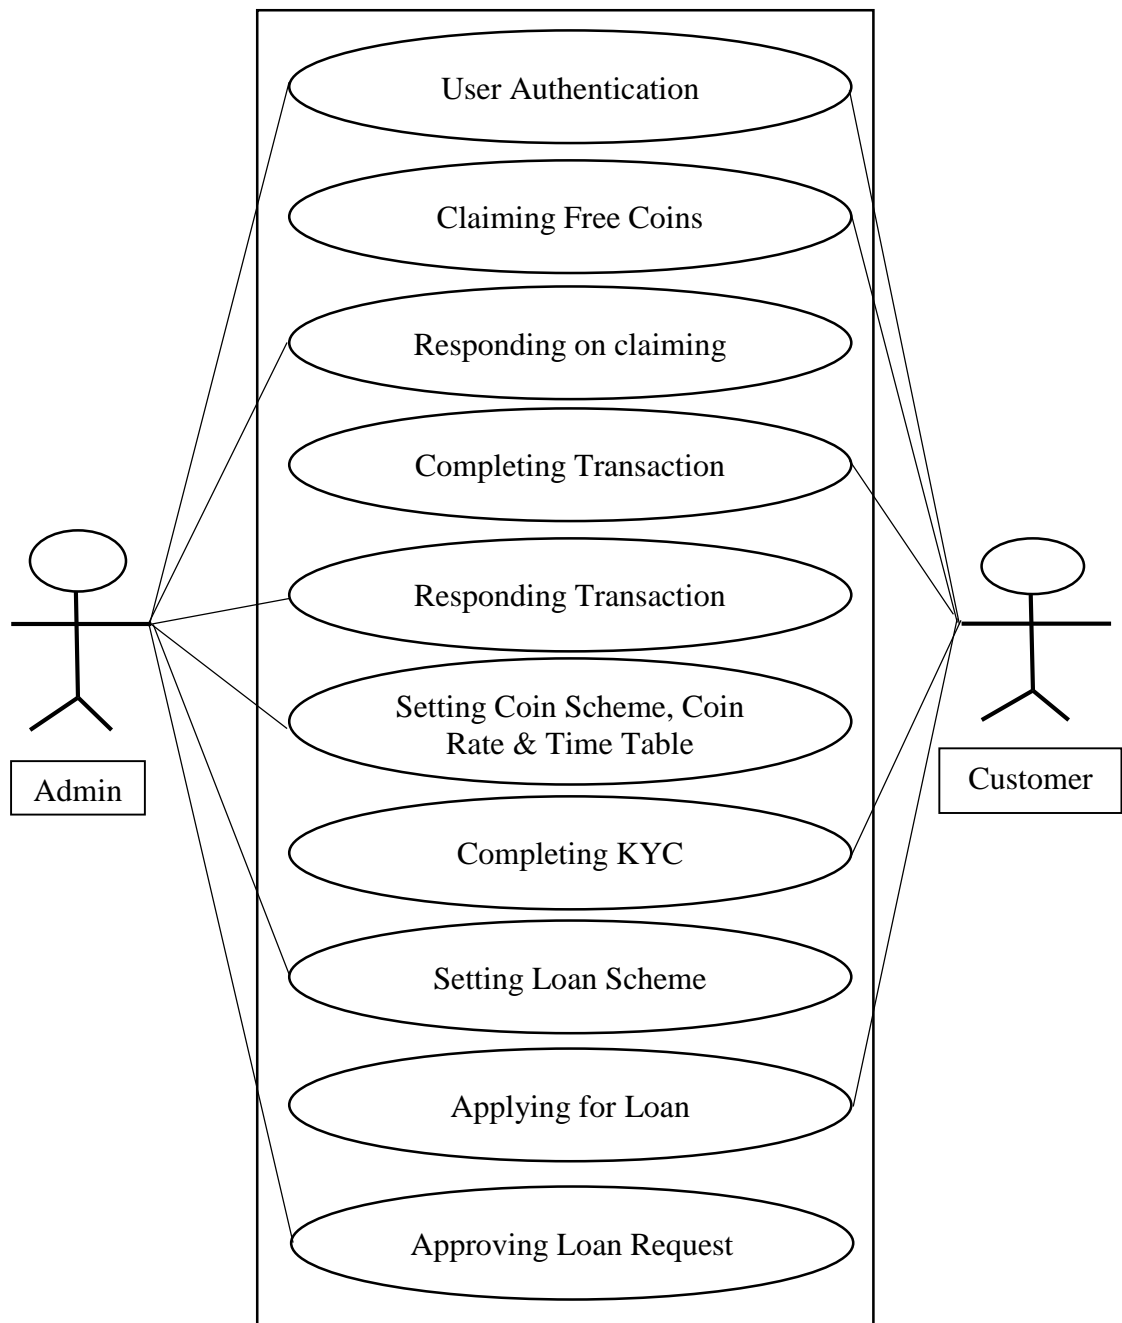 User Authentication
Claiming Free Coins
Responding on claiming
Completing Transaction
Responding Transaction
Setting Coin Scheme, Coin
Rate & Time Table
Admin
Customer
Completing KYC
Setting Loan Scheme
Applying for Loan
Approving Loan Request